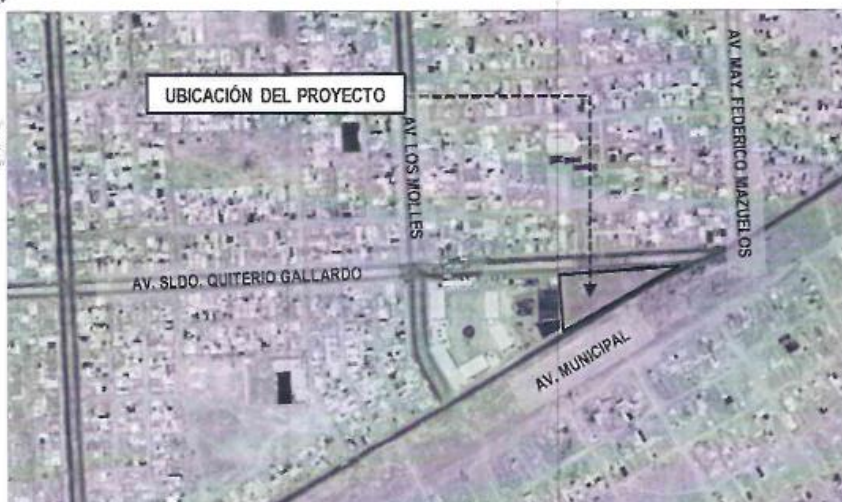 UBICACIÓN DEL PROYECTO
AV. LOS MOLLES
AV. MAY. FEDERICO MAZUELOS
AV. SLDO. QUITERIO GALLARDO
AV. MUNICIPAL